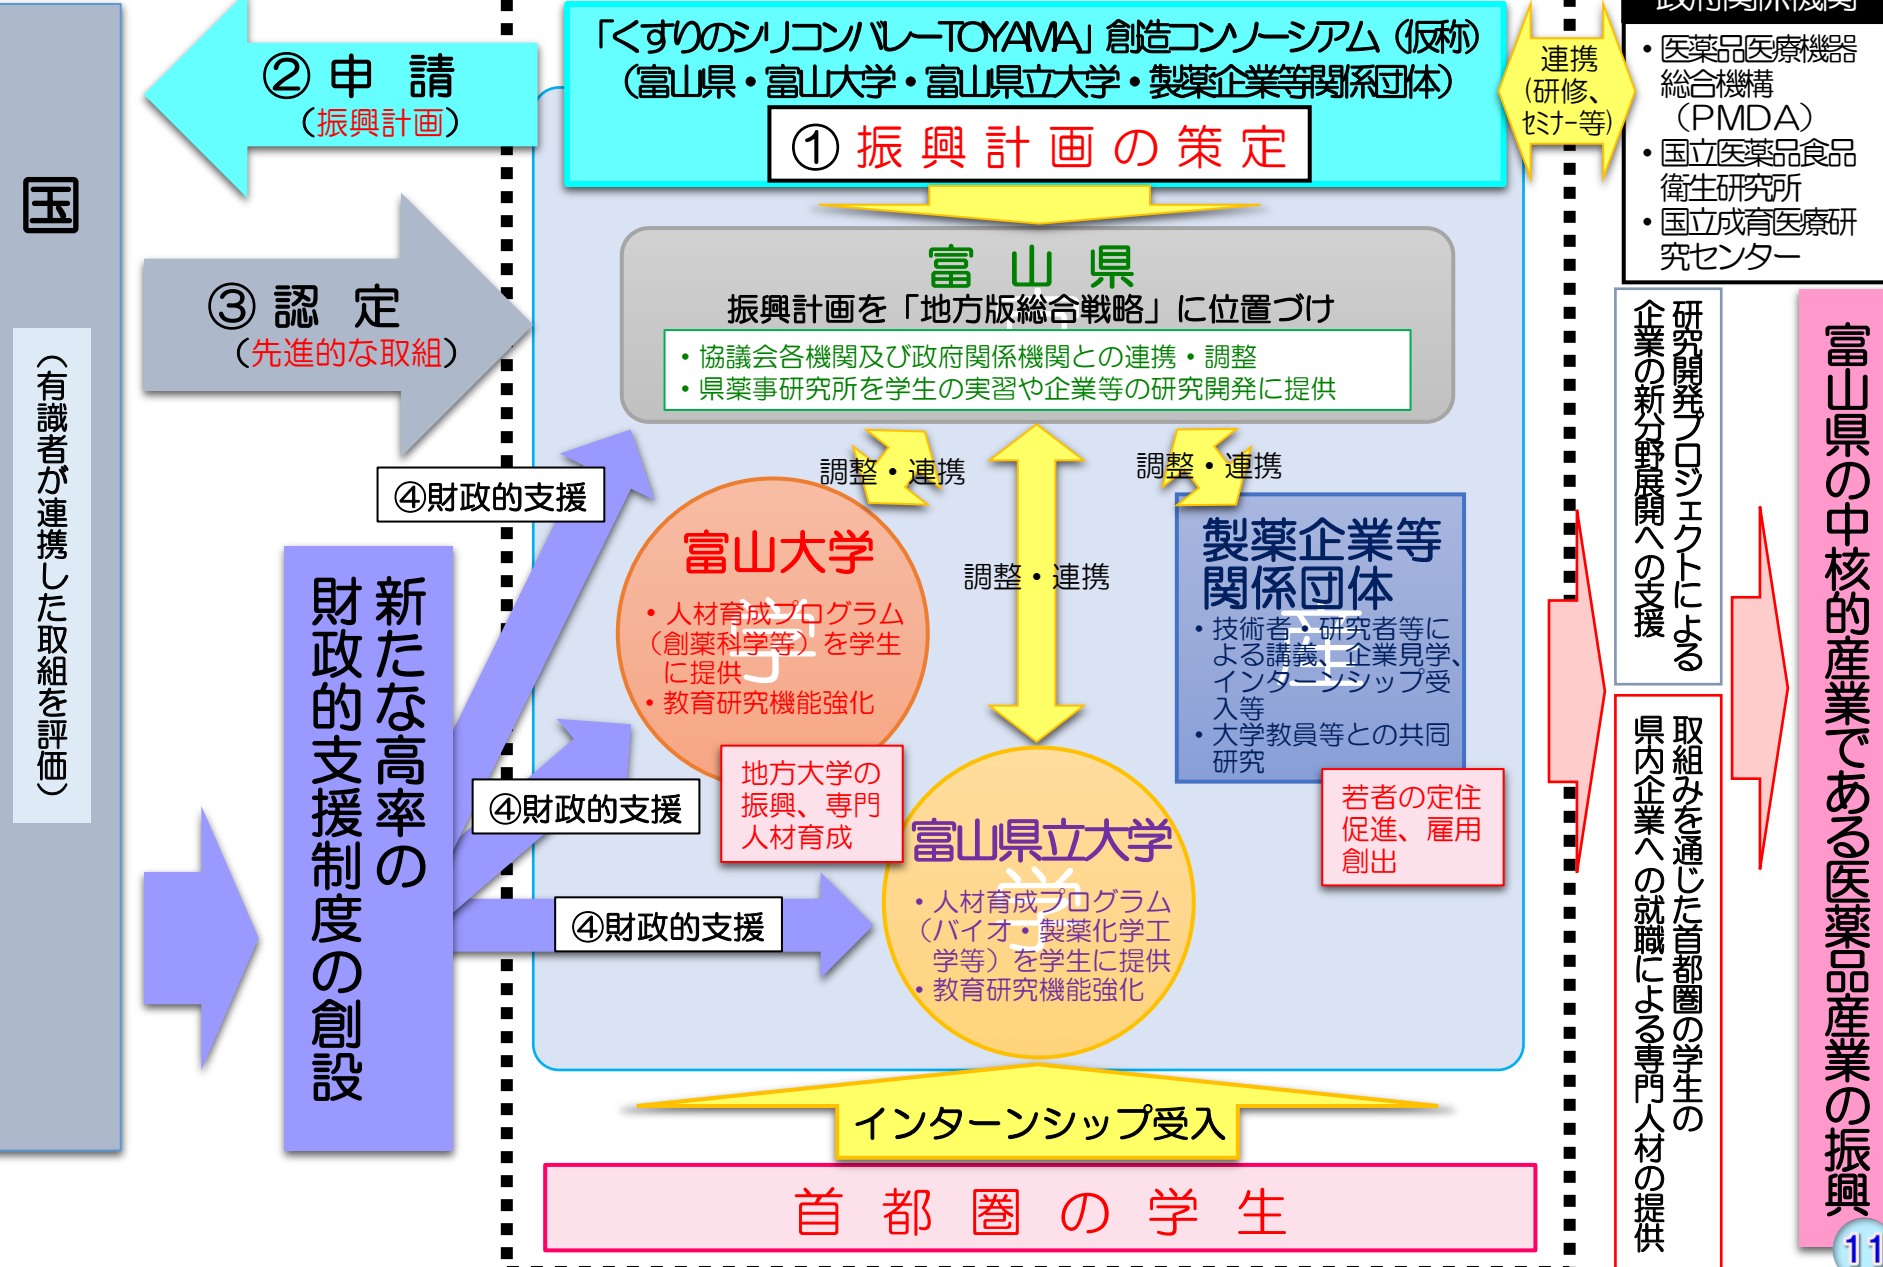 国
（有識者が連携した取組を評価）
②申　請
（振興計画）
③認　定
（先進的な取組）
「くすりのシリコンバレーTOYAMA」創造コンソーシアム（仮称）
（富山県・富山大学・富山県立大学・製薬企業等関係団体）
①振興計画の策定
連携
（研修、
ｾﾐﾅｰ等）
政府関係機関
・医薬品医療機器
総合機構
（PMDA）
・国立医薬品食品
衛生研究所
・国立成育医療研
究センター
富　山　県
振興計画を「地方版総合戦略」に位置づけ
・協議会各機関及び政府関係機関との連携・調整
・県薬事研究所を学生の実習や企業等の研究開発に提供
調整・連携
調整・連携
調整・連携
④財政的支援
④財政的支援
④財政的支援
新たな高率の
財政的支援制度の創設
学
富山大学
・人材育成プログラム
（創薬科学等）を学生
に提供
・教育研究機能強化
地方大学の
振興、専門
人材育成
産
製薬企業等
関係団体
・技術者・研究者等に
よる講義、企業見学、
インターンシップ受
入等
・大学教員等との共同
研究
若者の定住
促進、雇用
創出
学
富山県立大学
・人材育成プログラム
（バイオ・製薬化学工
学等）を学生に提供
・教育研究機能強化
インターンシップ受入
首都圏の学生
研究開発プロジェクトによる
企業の新分野展開への支援
取組みを通じた首都圏の学生の
県内企業への就職による専門人材の提供
富山県の中核的産業である医薬品産業の振興
11